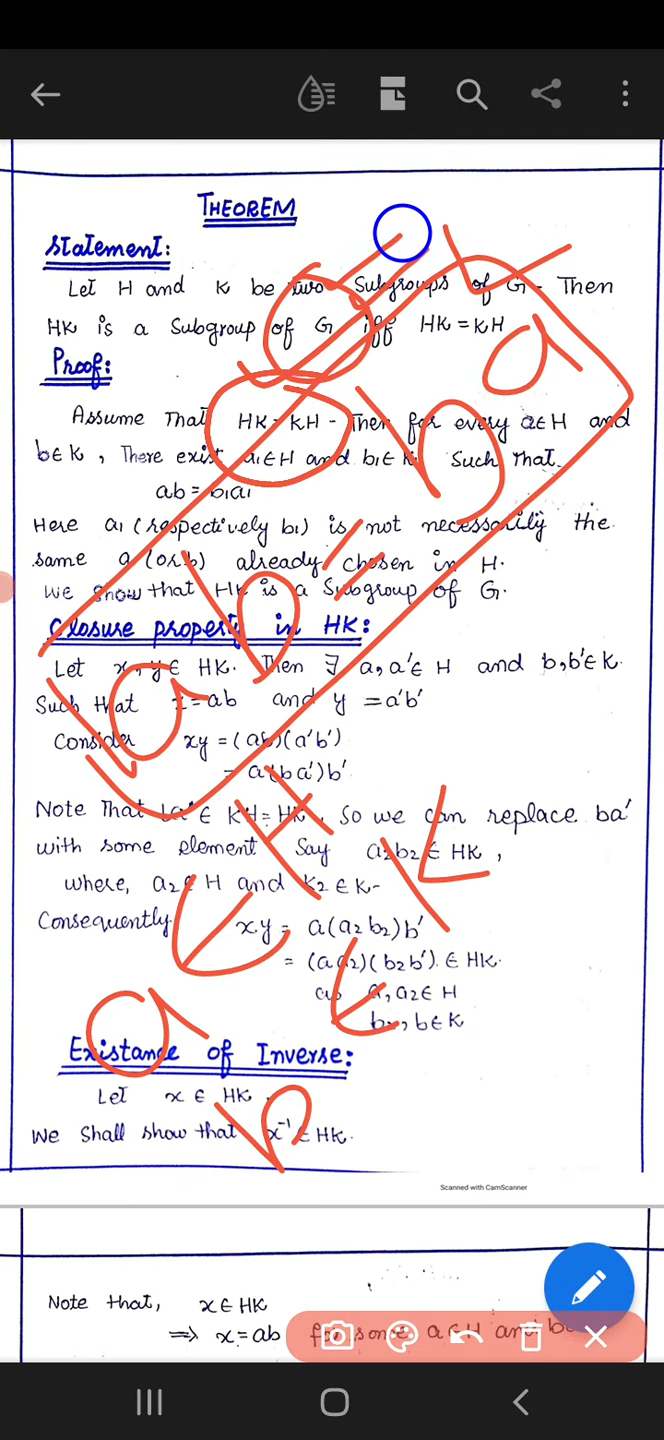 THEOREM
Statement:
Let H and K be two Subgroups of G - Then
HK is a Subgroup of G iff HK = KH
Proof:
Assume That HK = KH - Then for every a∈H and
b∈K, There exist a1∈H and b1∈K Such That
ab = b1a1
Here a1 (respectively b1) is not necessarily the
same a (or b) already chosen in H.
We show that HK is a Subgroup of G.
Closure property in HK:
Let x, y ∈ HK. Then ∃ a, a'∈ H and b, b'∈ K.
Such that x = ab and y = a'b'
Consider xy = (ab)(a'b')
= a(ba')b'
Note That ba' ∈ KH = HK, So we can replace ba'
with some element Say a2b2 ∈ HK,
where, a2 ∈ H and K2 ∈ K-
Consequently xy = a(a2b2)b'
= (aa2)(b2b'). ∈ HK.
as a, a2 ∈ H
b2, b ∈ K
Existance of Inverse:
Let x ∈ HK
We Shall show that x⁻¹ ∈ HK.
Scanned with CamScanner
Note that, x ∈ HK
⟹ x = ab for some a ∈ H and b
ab = ba
a ∈ H
b ∈ K